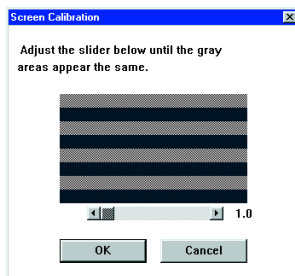 Screen Calibration
Adjust the slider below until the gray
areas appear the same.
1.0
OK
Cancel